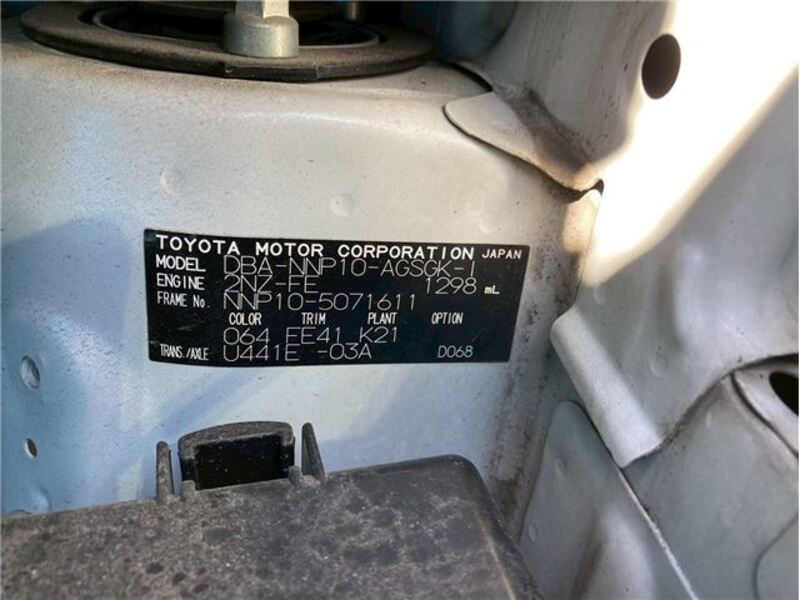 TOYOTA MOTOR CORPORATION JAPAN
MODEL DBA-NNP10-AGSGK-I
ENGINE 2NZ-FE 1298 mL
FRAME No. NNP10-5071611
COLOR TRIM PLANT OPTION
064 FE41 K21
TRANS./AXLE U441E -03A D068